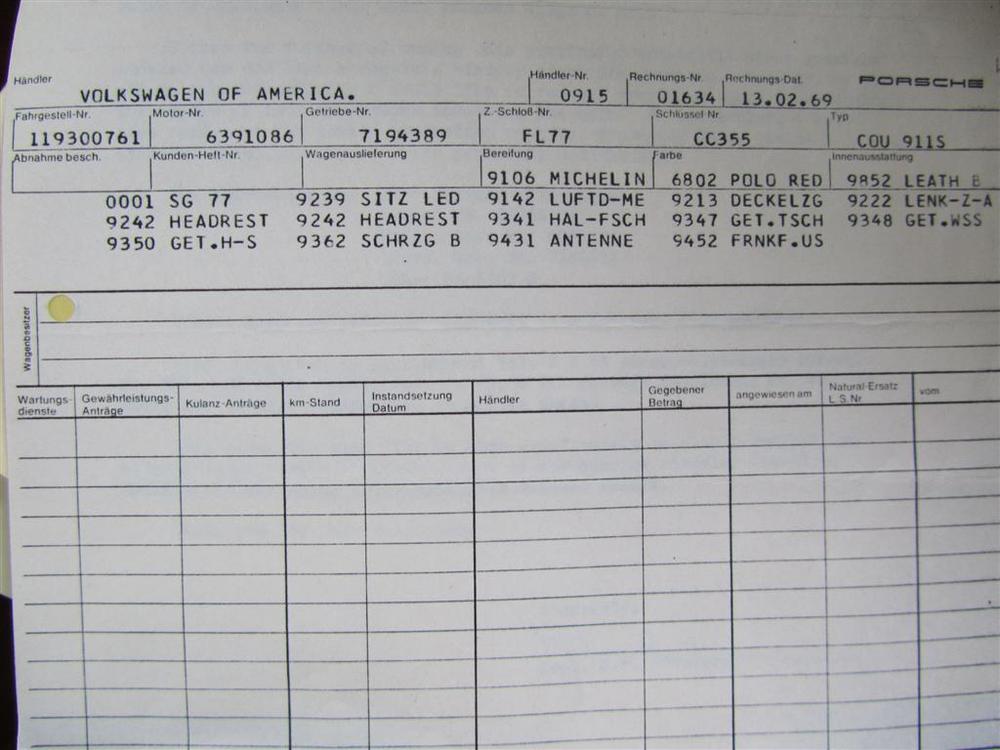 Händler Händler-Nr. Rechnungs-Nr. Rechnungs-Dat. PORSCHE
VOLKSWAGEN OF AMERICA. 0915 01634 13.02.69
Fahrgestell-Nr. Motor-Nr. Getriebe-Nr. Z.-Schloß-Nr. Schlüssel Nr. Typ
119300761 6391086 7194389 FL77 CC355 COU 911S
Abnahme besch. Kunden-Heft-Nr. Wagenauslieferung Bereifung Farbe Innenausstattung
9106 MICHELIN 6802 POLO RED 9852 LEATH B
0001 SG 77 9239 SITZ LED 9142 LUFTD-ME 9213 DECKELZG 9222 LENK-Z-A
9242 HEADREST 9242 HEADREST 9341 HAL-FSCH 9347 GET.TSCH 9348 GET.WSS
9350 GET.H-S 9362 SCHRZG B 9431 ANTENNE 9452 FRNKF.US
Wagenbesitzer
Wartungs- Gewährleistungs- Kulanz-Anträge km-Stand Instandsetzung Händler Gegebener angewiesen am Natural-Ersatz vom
dienste Anträge Datum Betrag L.S.Nr